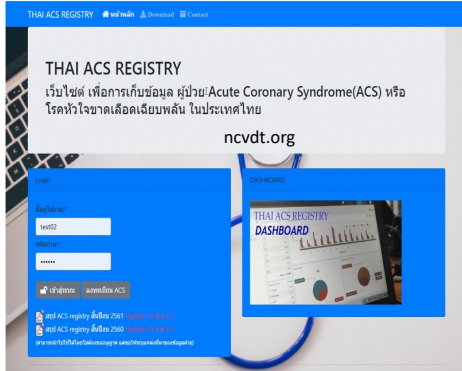 THAI ACS REGISTRY หน้าหลัก Download Contact
THAI ACS REGISTRY
เว็บไซต์ เพื่อการเก็บข้อมูล ผู้ป่วย Acute Coronary Syndrome(ACS) หรือ
โรคหัวใจขาดเลือดเฉียบพลัน ในประเทศไทย
ncvdt.org
Login
ชื่อผู้ใช้งาน*
test02
รหัสผ่าน*
เข้าสู่ระบบ ลงทะเบียน ACS
สรุป ACS registry สิ้นปีงบ 2561
สรุป ACS registry สิ้นปีงบ 2560
DASHBOARD
THAI ACS REGISTRY
DASHBOARD